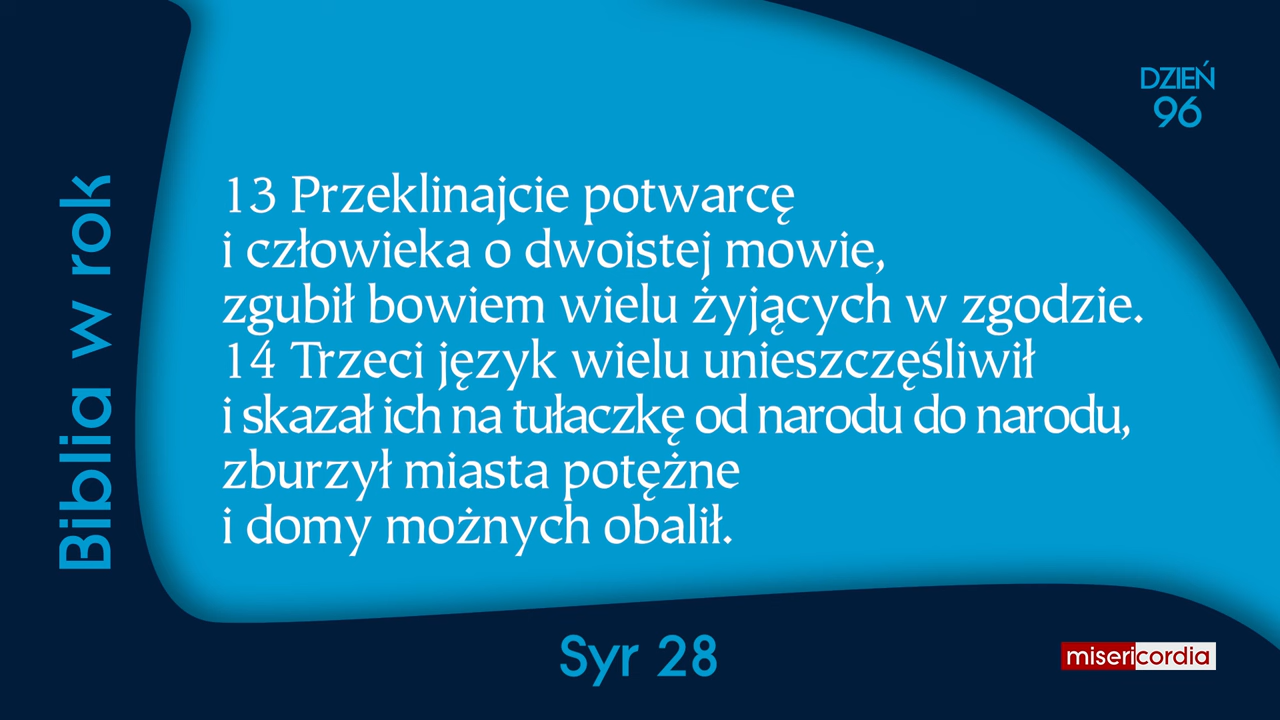 DZIEŃ
96
Biblia w rok
13 Przeklinajcie potwarcę
i człowieka o dwoistej mowie,
zgubił bowiem wielu żyjących w zgodzie.
14 Trzeci język wielu unieszczęśliwił
i skazał ich na tułaczkę od narodu do narodu,
zburzył miasta potężne
i domy możnych obalił.
Syr 28
misericordia